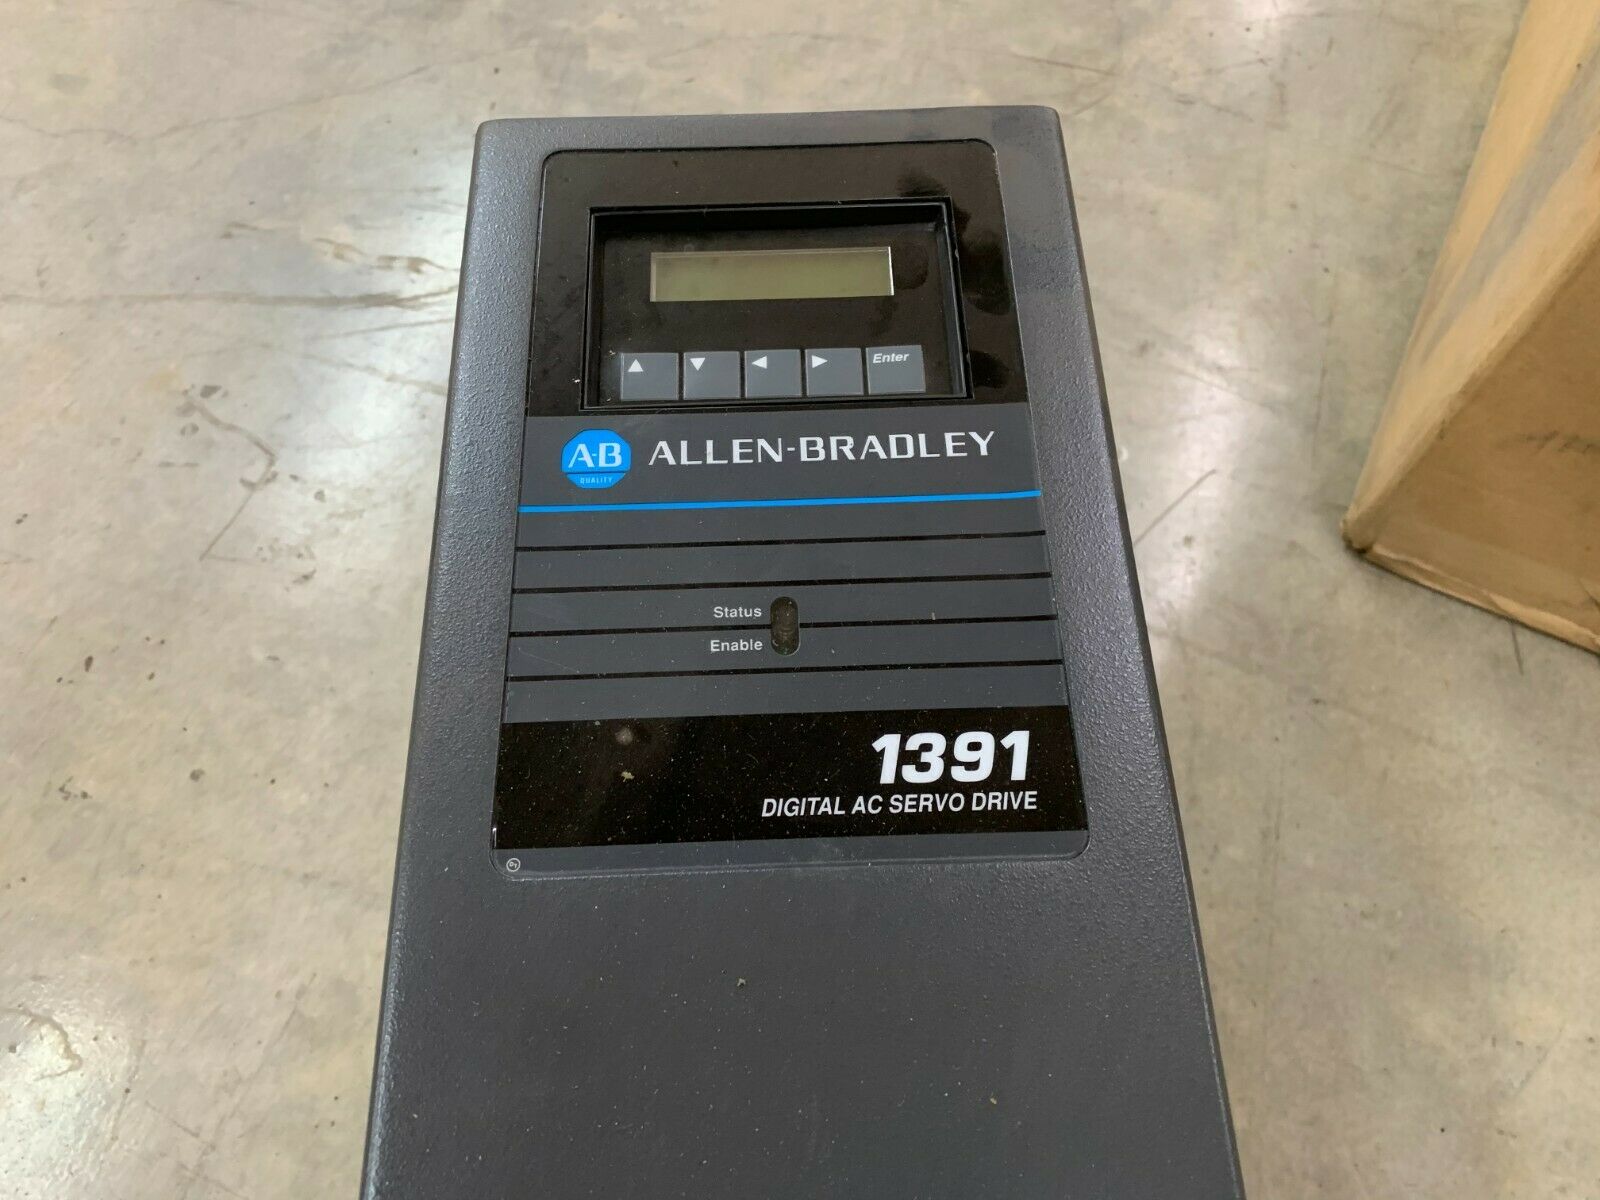 Enter
A-B
QUALITY
ALLEN-BRADLEY
Status
Enable
1391
DIGITAL AC SERVO DRIVE